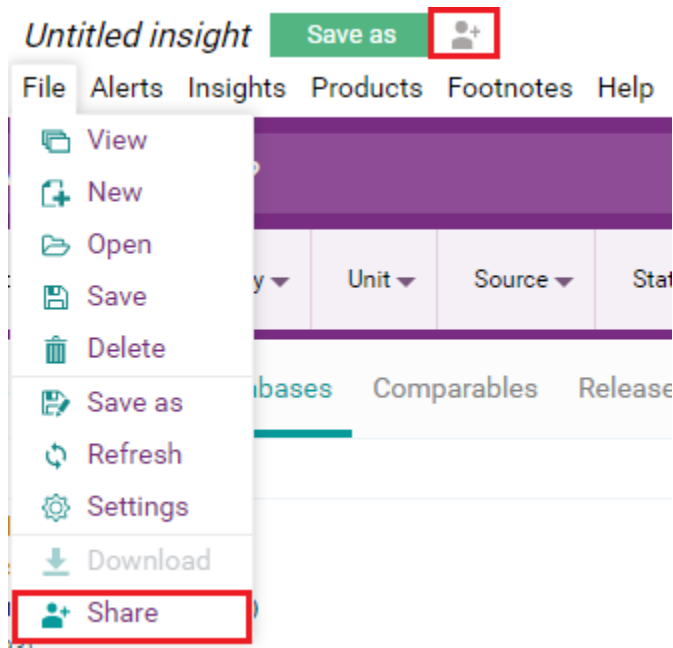 Untitled insight Save as
File Alerts Insights Products Footnotes Help
View
New
Open
Unit Source
Save
Delete
Comparables
Save as
Refresh
Settings
Download
Share